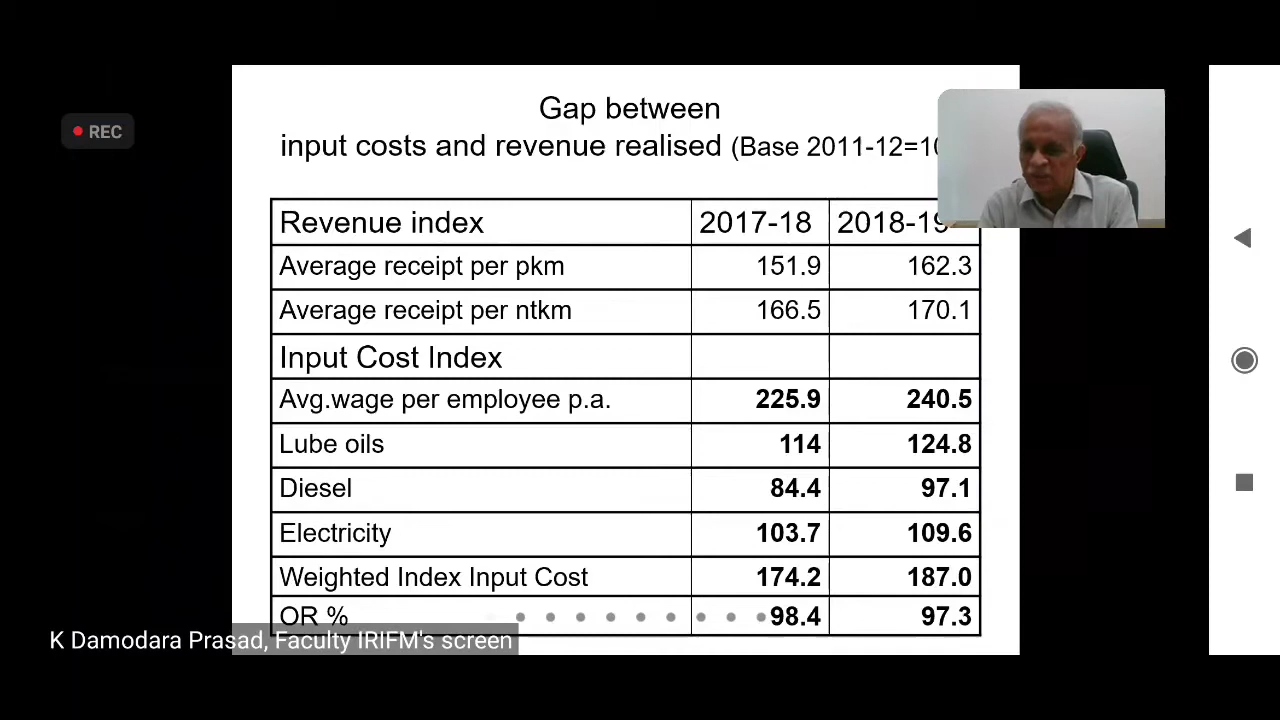 REC
Gap between
input costs and revenue realised (Base 2011-12=10
Revenue index 2017-18 2018-19
Average receipt per pkm 151.9 162.3
Average receipt per ntkm 166.5 170.1
Input Cost Index
Avg.wage per employee p.a. 225.9 240.5
Lube oils 114 124.8
Diesel 84.4 97.1
Electricity 103.7 109.6
Weighted Index Input Cost 174.2 187.0
OR % 98.4 97.3
K Damodara Prasad, Faculty IRIFM's screen